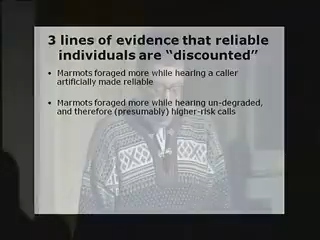 3 lines of evidence that reliable
individuals are “discounted”
• Marmots foraged more while hearing a caller
artificially made reliable
• Marmots foraged more while hearing un-degraded,
and therefore (presumably) higher-risk calls